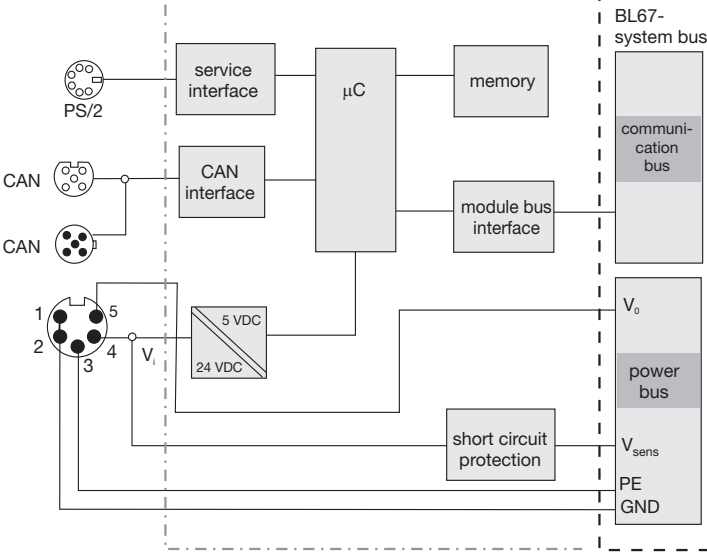 BL67-
system bus
PS/2
service
interface
µC
memory
communi-
cation
bus
CAN
CAN
interface
CAN
module bus
interface
1
2
3
4
5
V_i
5 VDC
24 VDC
V_0
power
bus
short circuit
protection
V_sens
PE
GND